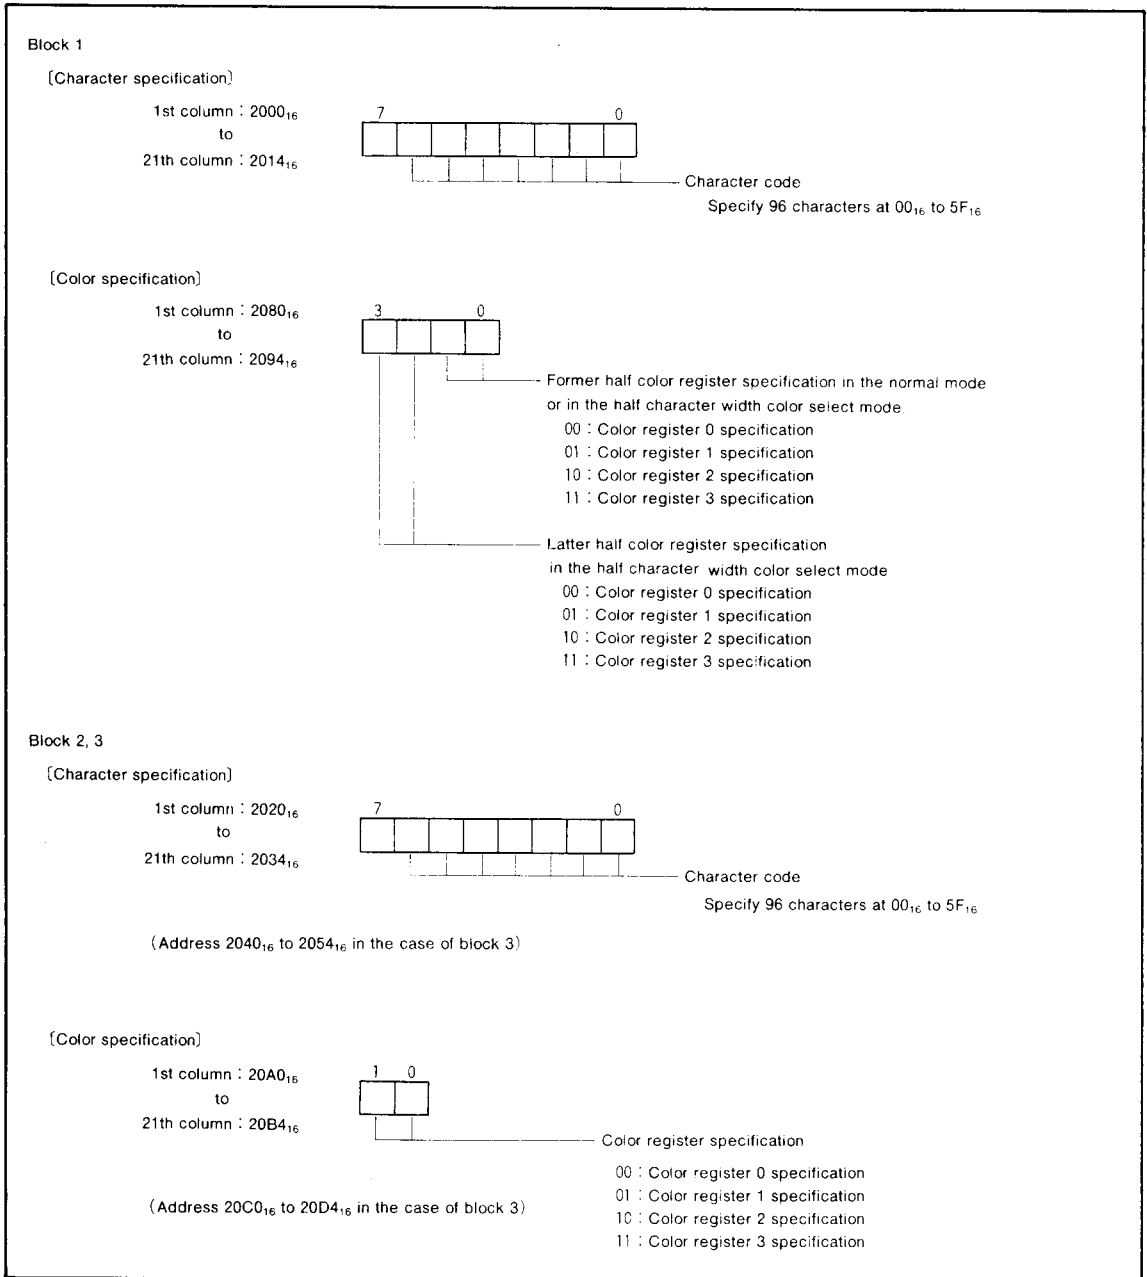 Block 1
〔Character specification〕
1st column : 2000₁₆
to
21th column : 2014₁₆
7 0
Character code
Specify 96 characters at 00₁₆ to 5F₁₆
〔Color specification〕
1st column : 2080₁₆
to
21th column : 2094₁₆
3 0
Former half color register specification in the normal mode
or in the half character width color select mode
00 : Color register 0 specification
01 : Color register 1 specification
10 : Color register 2 specification
11 : Color register 3 specification
Latter half color register specification
in the half character width color select mode
00 : Color register 0 specification
01 : Color register 1 specification
10 : Color register 2 specification
11 : Color register 3 specification
Block 2, 3
〔Character specification〕
1st column : 2020₁₆
to
21th column : 2034₁₆
7 0
Character code
Specify 96 characters at 00₁₆ to 5F₁₆
(Address 2040₁₆ to 2054₁₆ in the case of block 3)
〔Color specification〕
1st column : 20A0₁₆
to
21th column : 20B4₁₆
1 0
Color register specification
00 : Color register 0 specification
01 : Color register 1 specification
10 : Color register 2 specification
11 : Color register 3 specification
(Address 20C0₁₆ to 20D4₁₆ in the case of block 3)